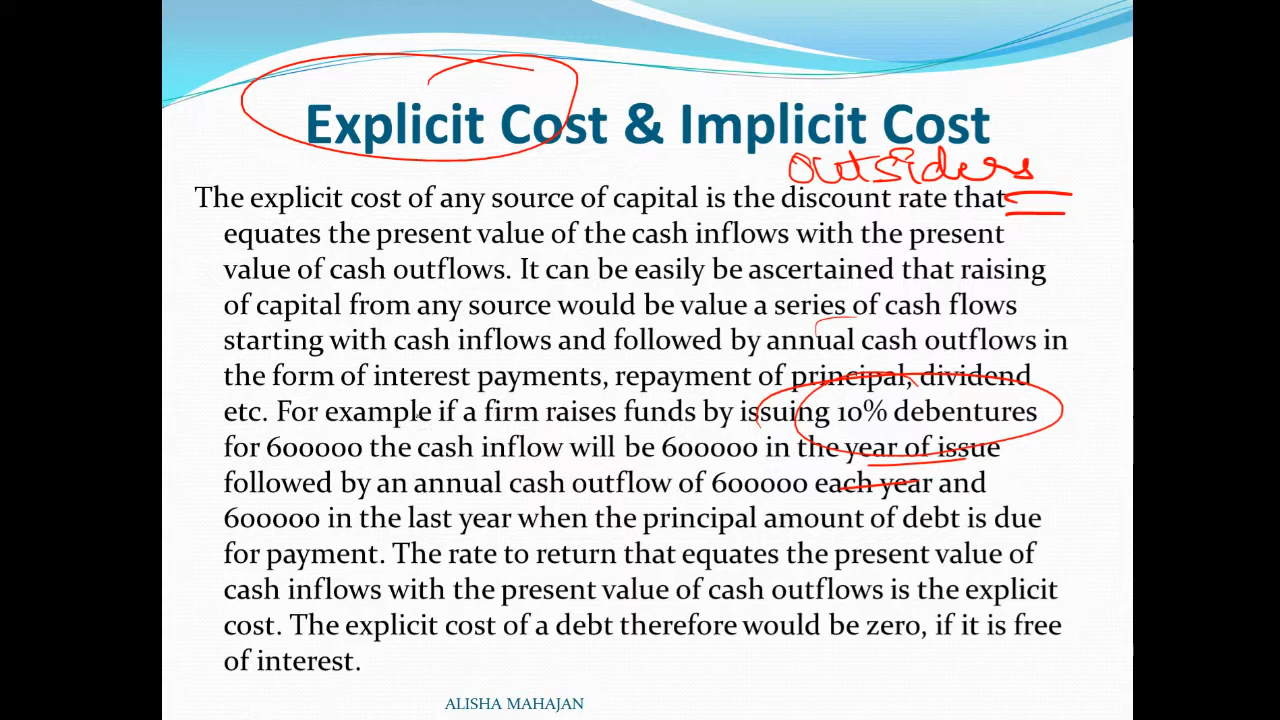 Explicit Cost & Implicit Cost
outsiders
The explicit cost of any source of capital is the discount rate that
equates the present value of the cash inflows with the present
value of cash outflows. It can be easily be ascertained that raising
of capital from any source would be value a series of cash flows
starting with cash inflows and followed by annual cash outflows in
the form of interest payments, repayment of principal, dividend
etc. For example if a firm raises funds by issuing 10% debentures
for 600000 the cash inflow will be 600000 in the year of issue
followed by an annual cash outflow of 600000 each year and
600000 in the last year when the principal amount of debt is due
for payment. The rate to return that equates the present value of
cash inflows with the present value of cash outflows is the explicit
cost. The explicit cost of a debt therefore would be zero, if it is free
of interest.
ALISHA MAHAJAN